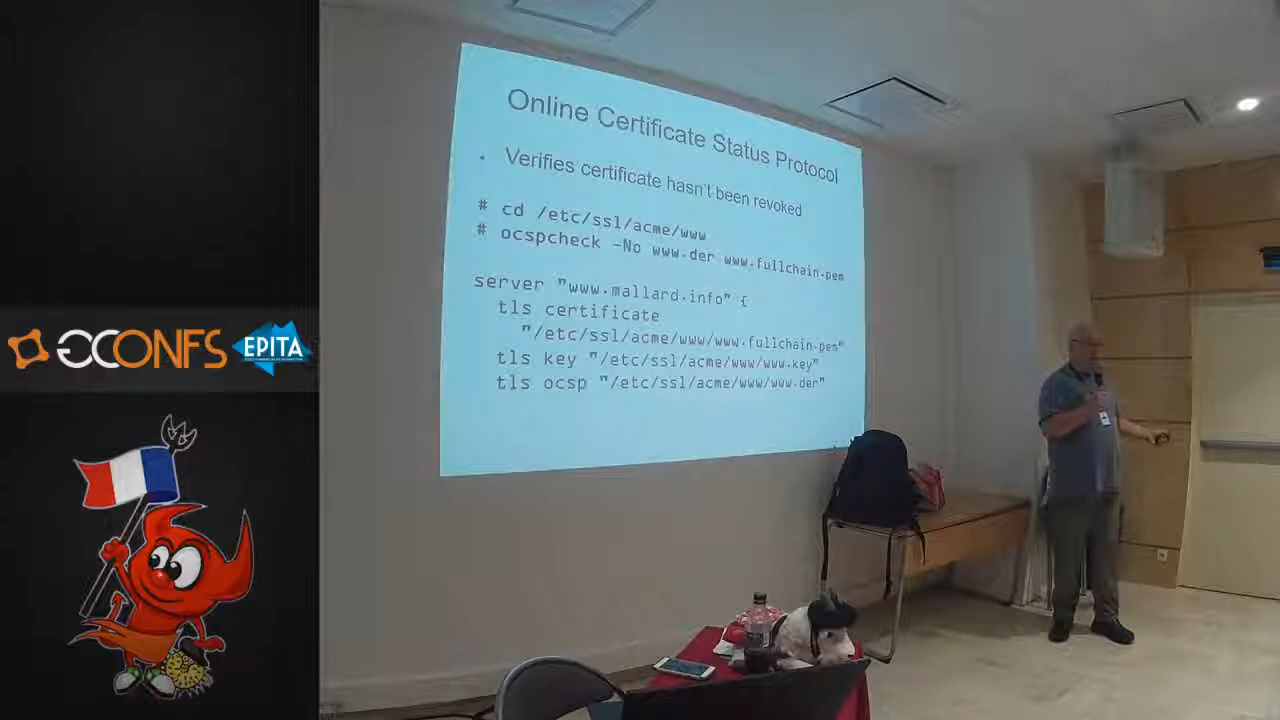 Online Certificate Status Protocol
• Verifies certificate hasn't been revoked
# cd /etc/ssl/acme/www
# ocspcheck -No www.der www.fullchain.pem
server "www.mallard.info" {
tls certificate
"/etc/ssl/acme/www/www.fullchain.pem"
tls key "/etc/ssl/acme/www/www.key"
tls ocsp "/etc/ssl/acme/www/www.der"
GCONFS
EPITA